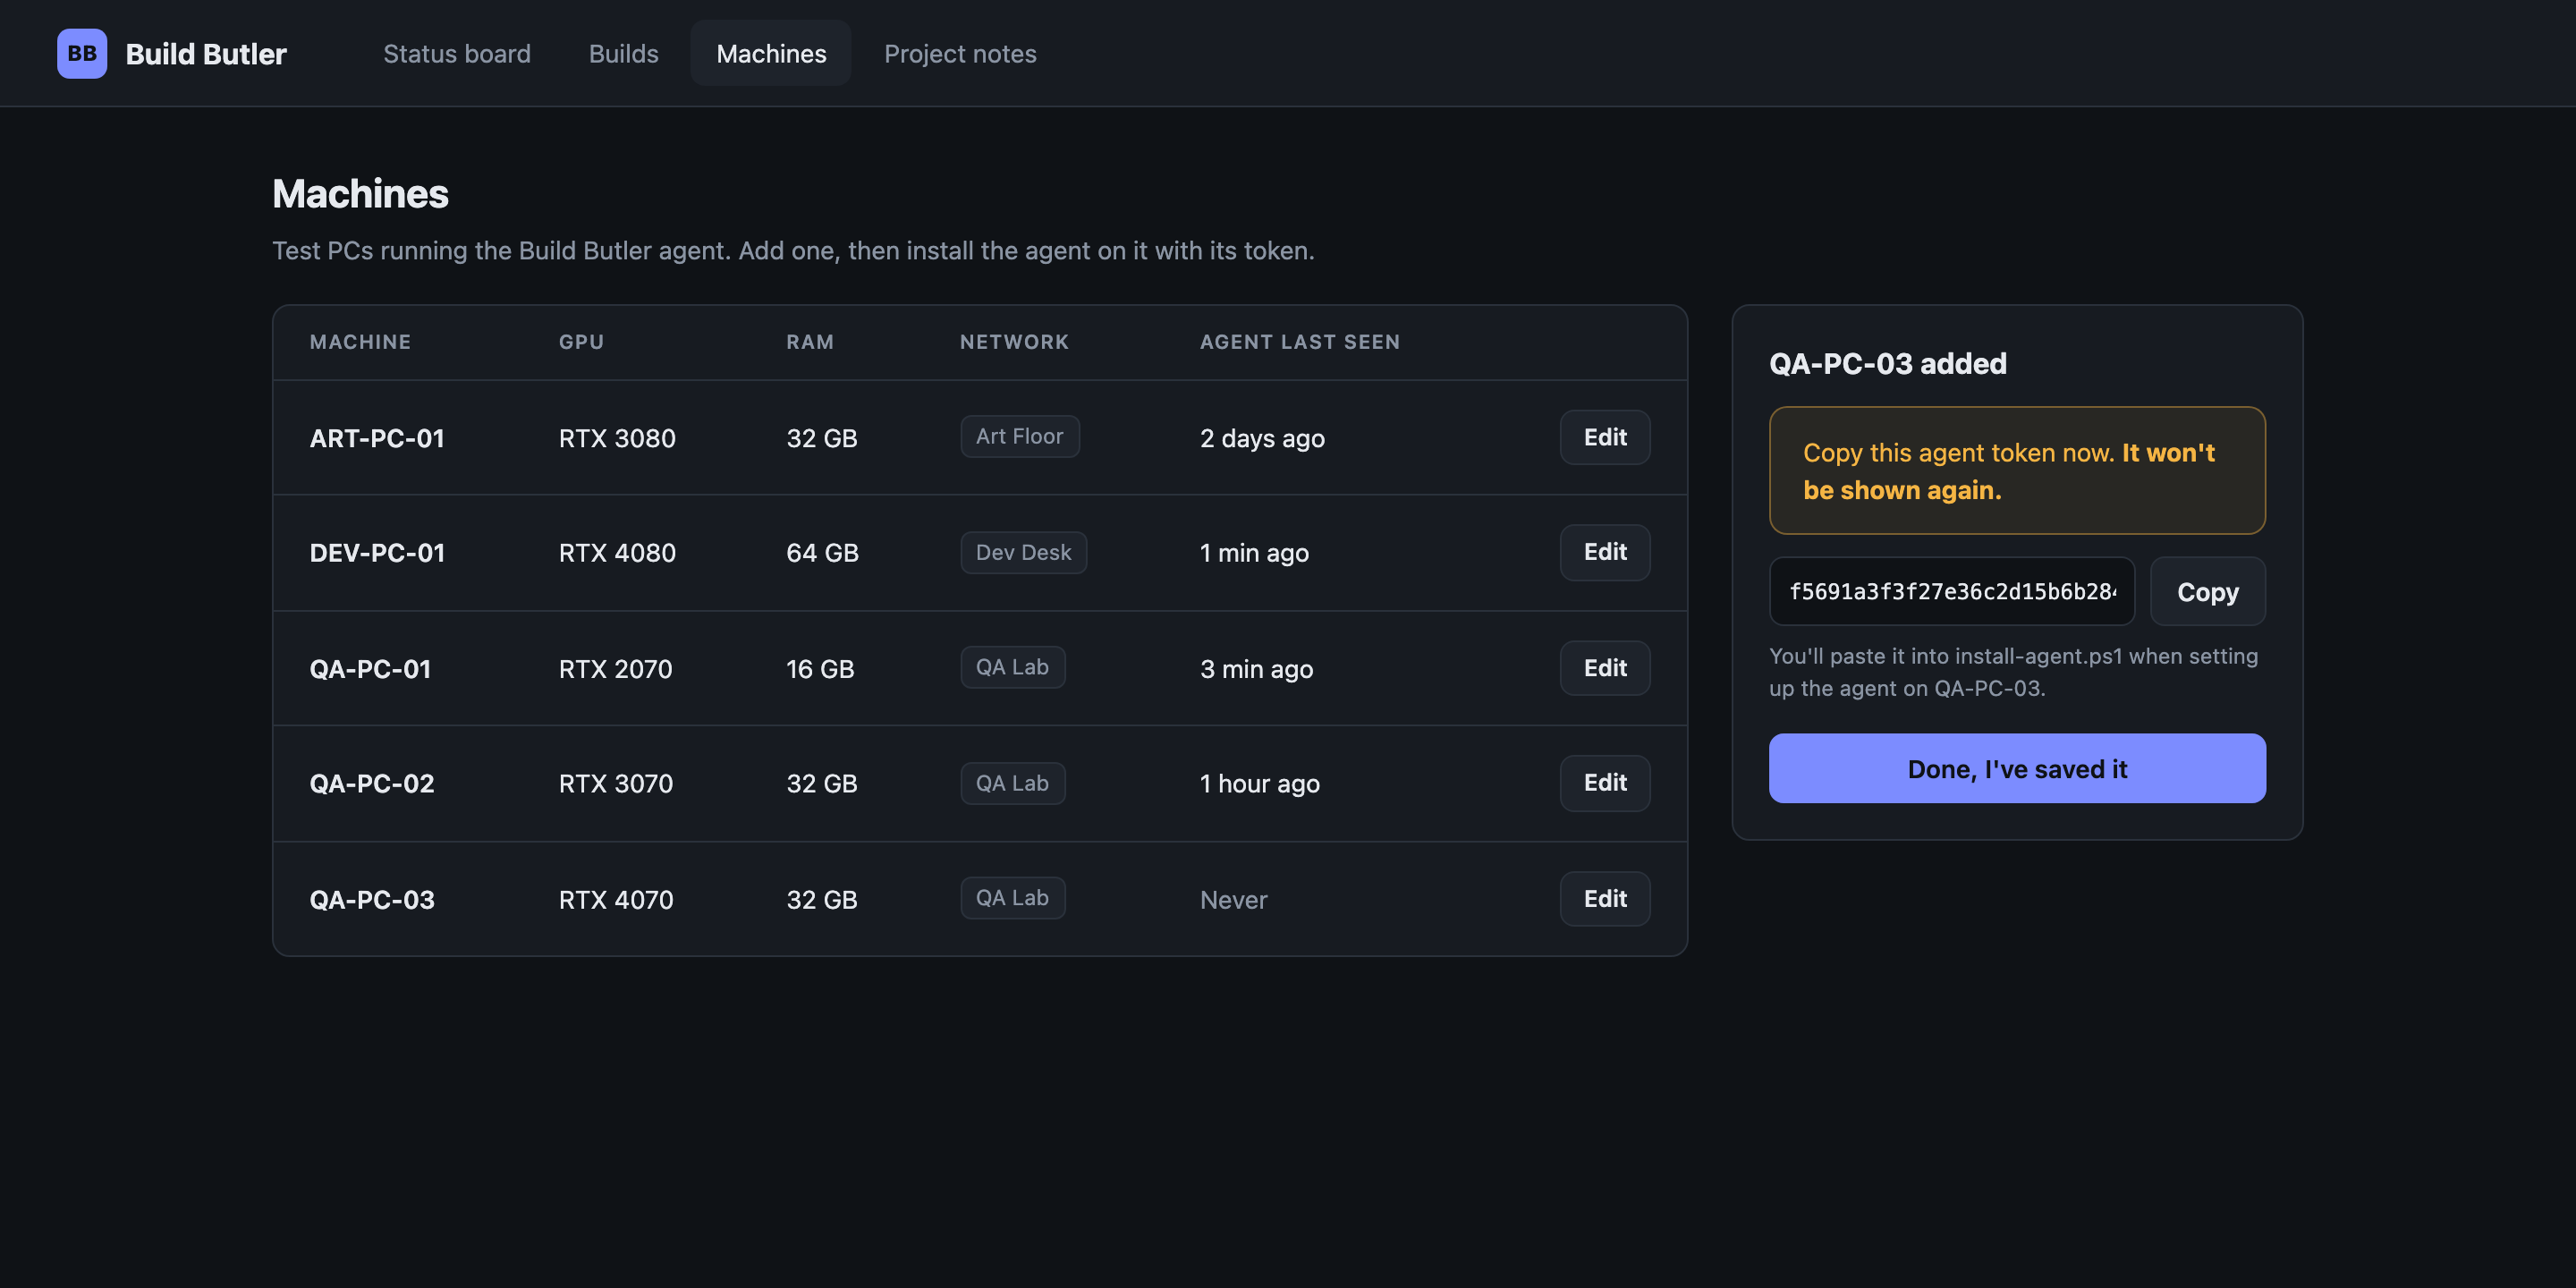 BB Build Butler Status board Builds Machines Project notes
Machines
Test PCs running the Build Butler agent. Add one, then install the agent on it with its token.
MACHINE GPU RAM NETWORK AGENT LAST SEEN
ART-PC-01 RTX 3080 32 GB Art Floor 2 days ago Edit
DEV-PC-01 RTX 4080 64 GB Dev Desk 1 min ago Edit
QA-PC-01 RTX 2070 16 GB QA Lab 3 min ago Edit
QA-PC-02 RTX 3070 32 GB QA Lab 1 hour ago Edit
QA-PC-03 RTX 4070 32 GB QA Lab Never Edit
QA-PC-03 added
Copy this agent token now. It won't
be shown again.
f5691a3f3f27e36c2d15b6b28 Copy
You'll paste it into install-agent.ps1 when setting
up the agent on QA-PC-03.
Done, I've saved it